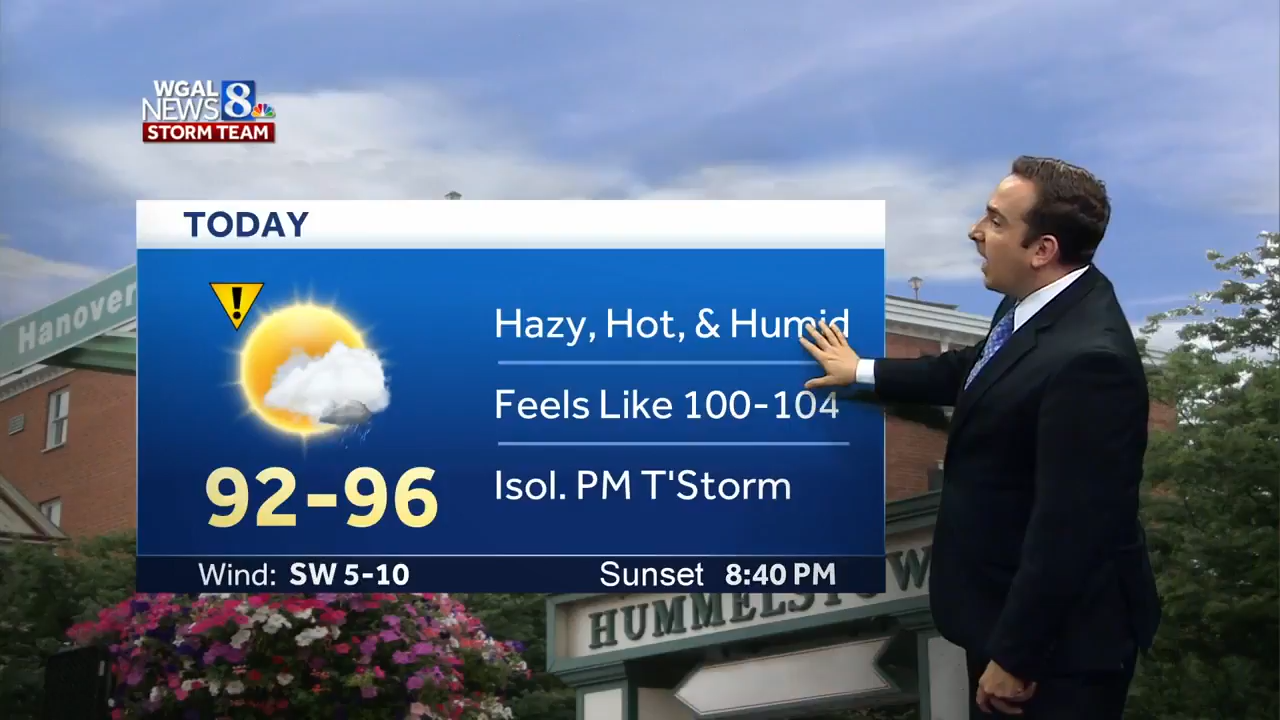 WGAL
NEWS 8
STORM TEAM
TODAY
!
Hanover
Hazy, Hot, & Humid
Feels Like 100-104
92-96
Isol. PM T'Storm
Wind: SW 5-10
Sunset 8:40 PM
HUMMELSTOW